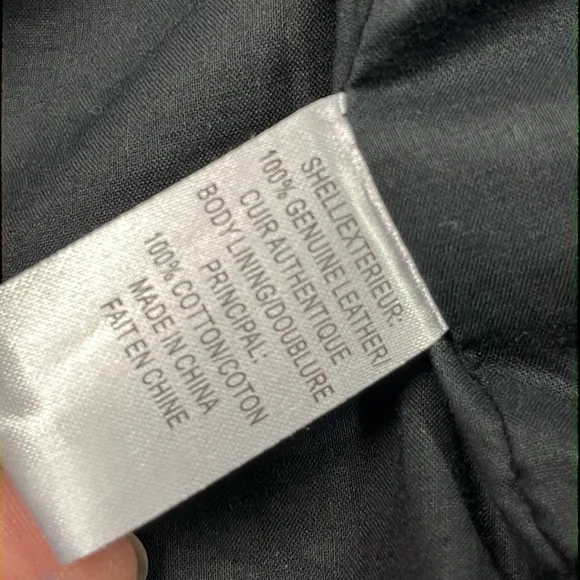 SHELL/EXTERIEUR:
100% GENUINE LEATHER/
CUIR AUTHENTIQUE
BODY LINING/DOUBLURE
PRINCIPAL:
100% COTTON/COTON
MADE IN CHINA
FAIT EN CHINE